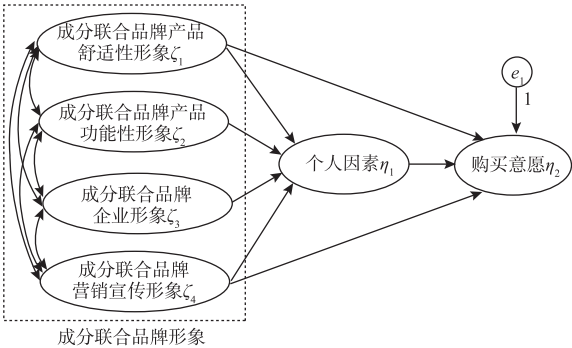 成分联合品牌产品
舒适性形象ζ1
成分联合品牌产品
功能性形象ζ2
成分联合品牌
企业形象ζ3
成分联合品牌
营销宣传形象ζ4
成分联合品牌形象
个人因素η1
e1
1
购买意愿η2